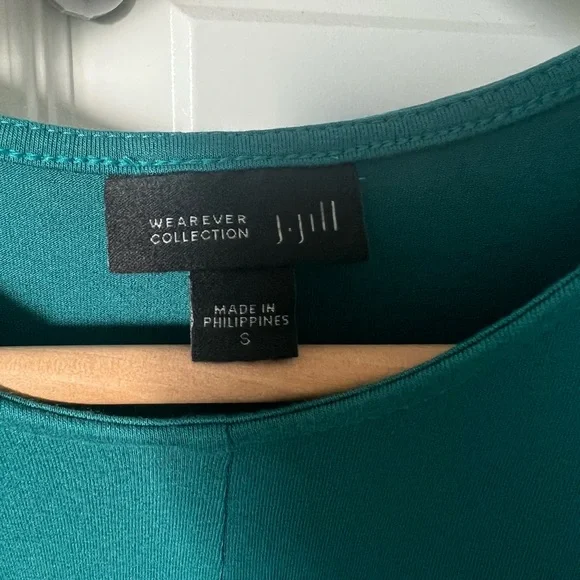 WEAREVER
COLLECTION
J.Jill
MADE IN
PHILIPPINES
S